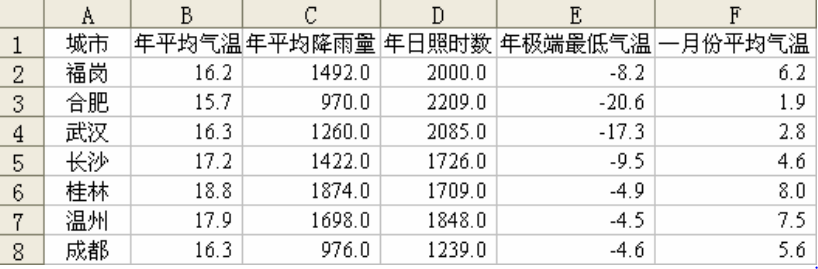 A B C D E F
1 城市 年平均气温 年平均降雨量 年日照时数 年极端最低气温 一月份平均气温
2 福岗 16.2 1492.0 2000.0 -8.2 6.2
3 合肥 15.7 970.0 2209.0 -20.6 1.9
4 武汉 16.3 1260.0 2085.0 -17.3 2.8
5 长沙 17.2 1422.0 1726.0 -9.5 4.6
6 桂林 18.8 1874.0 1709.0 -4.9 8.0
7 温州 17.9 1698.0 1848.0 -4.5 7.5
8 成都 16.3 976.0 1239.0 -4.6 5.6